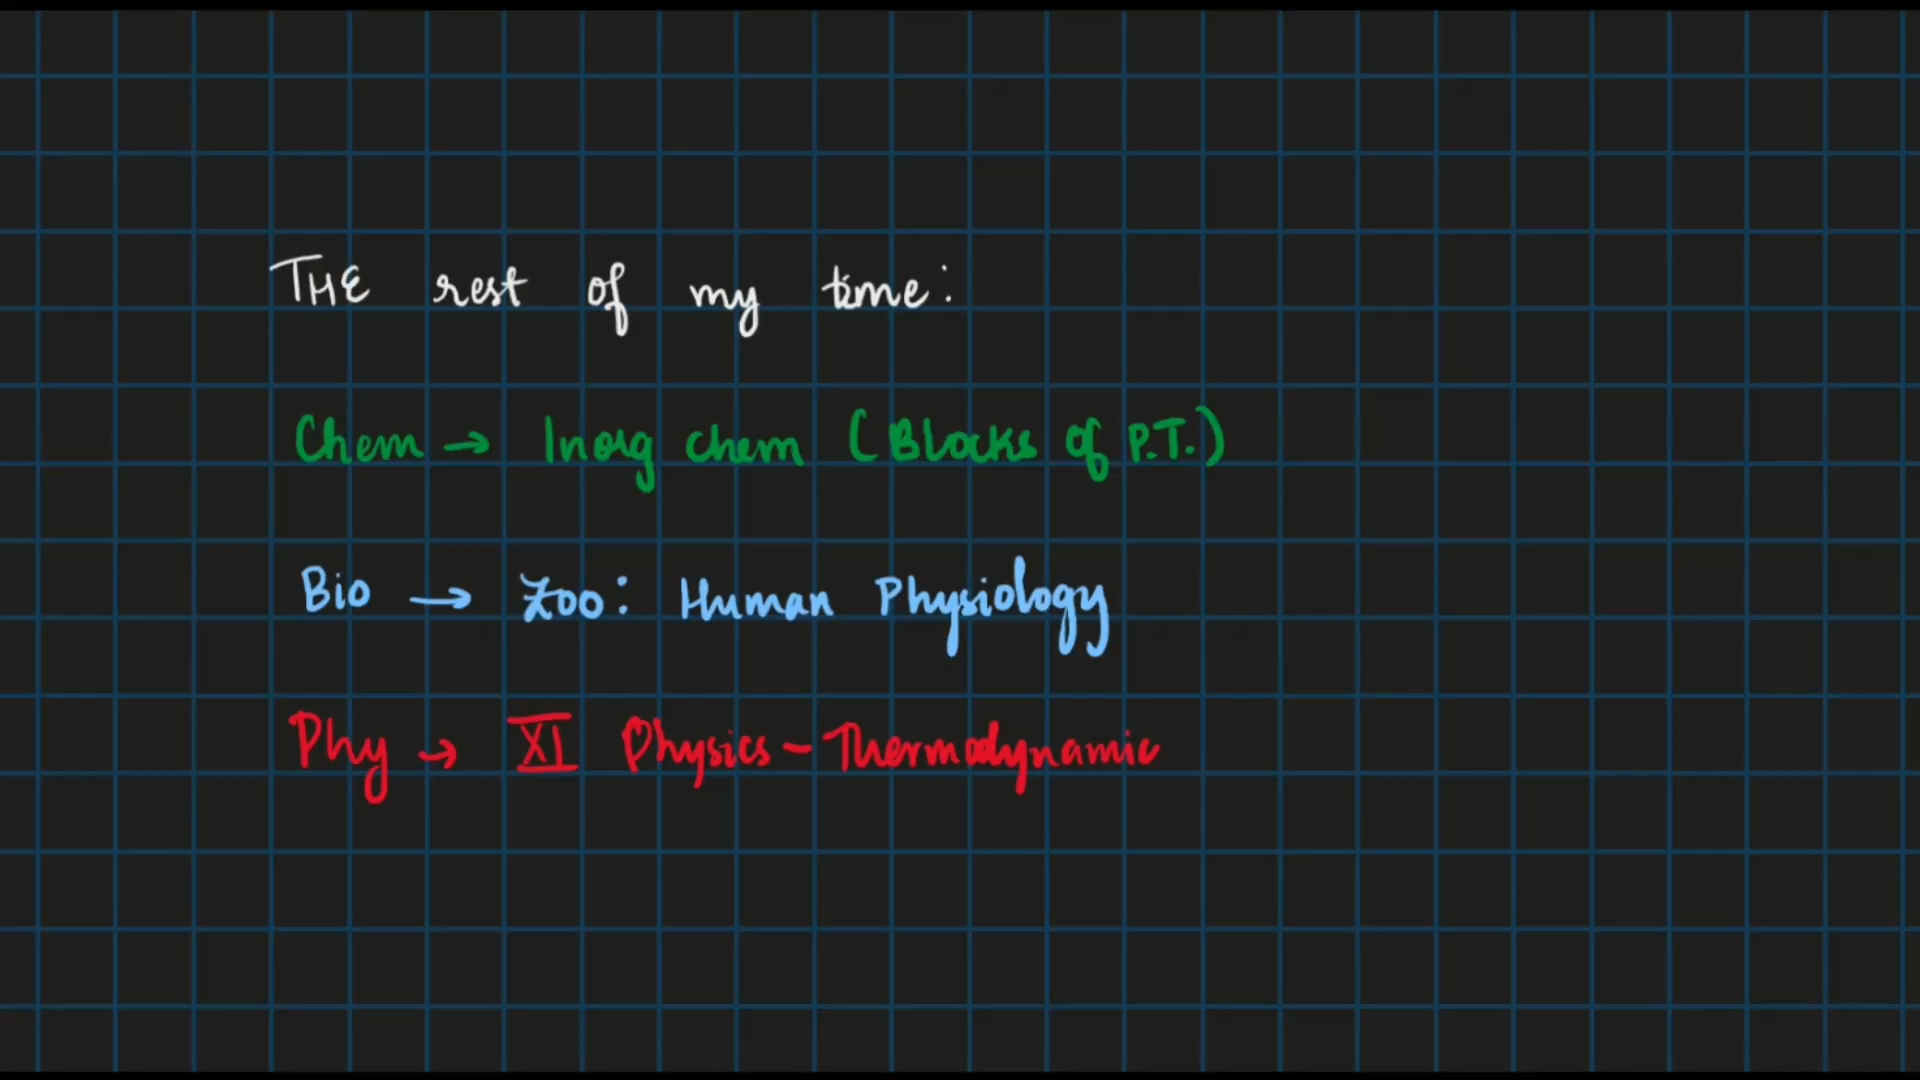 THE rest of my time:
Chem → Inorg chem (Blocks of P.T.)
Bio → Zoo: Human Physiology
Phy → XI Physics - Thermodynamic